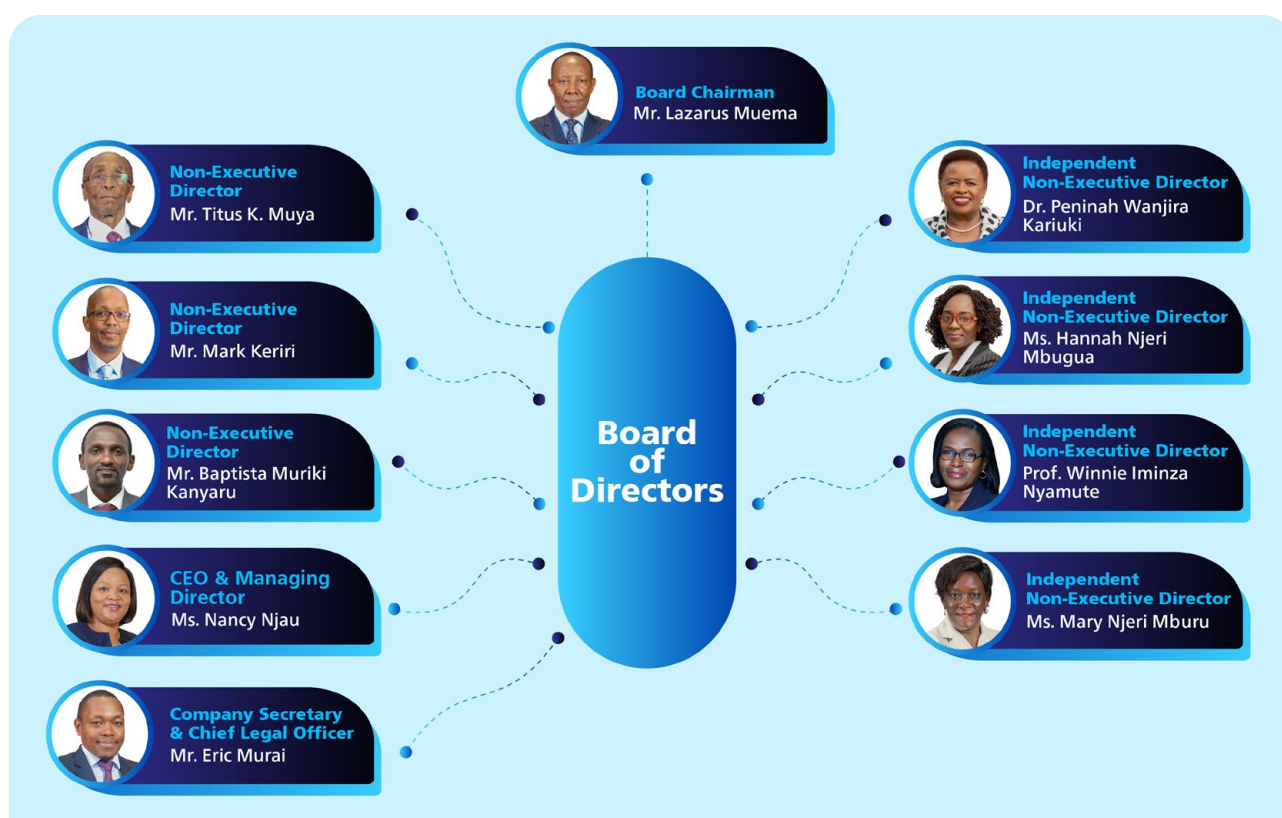 Board Chairman
Mr. Lazarus Muema
Non-Executive
Director
Mr. Titus K. Muya
Non-Executive
Director
Mr. Mark Keriri
Non-Executive
Director
Mr. Baptista Muriki
Kanyaru
CEO & Managing
Director
Ms. Nancy Njau
Company Secretary
& Chief Legal Officer
Mr. Eric Murai
Board
of
Directors
Independent
Non-Executive Director
Dr. Peninah Wanjira
Kariuki
Independent
Non-Executive Director
Ms. Hannah Njeri
Mbugua
Independent
Non-Executive Director
Prof. Winnie Iminza
Nyamute
Independent
Non-Executive Director
Ms. Mary Njeri Mburu